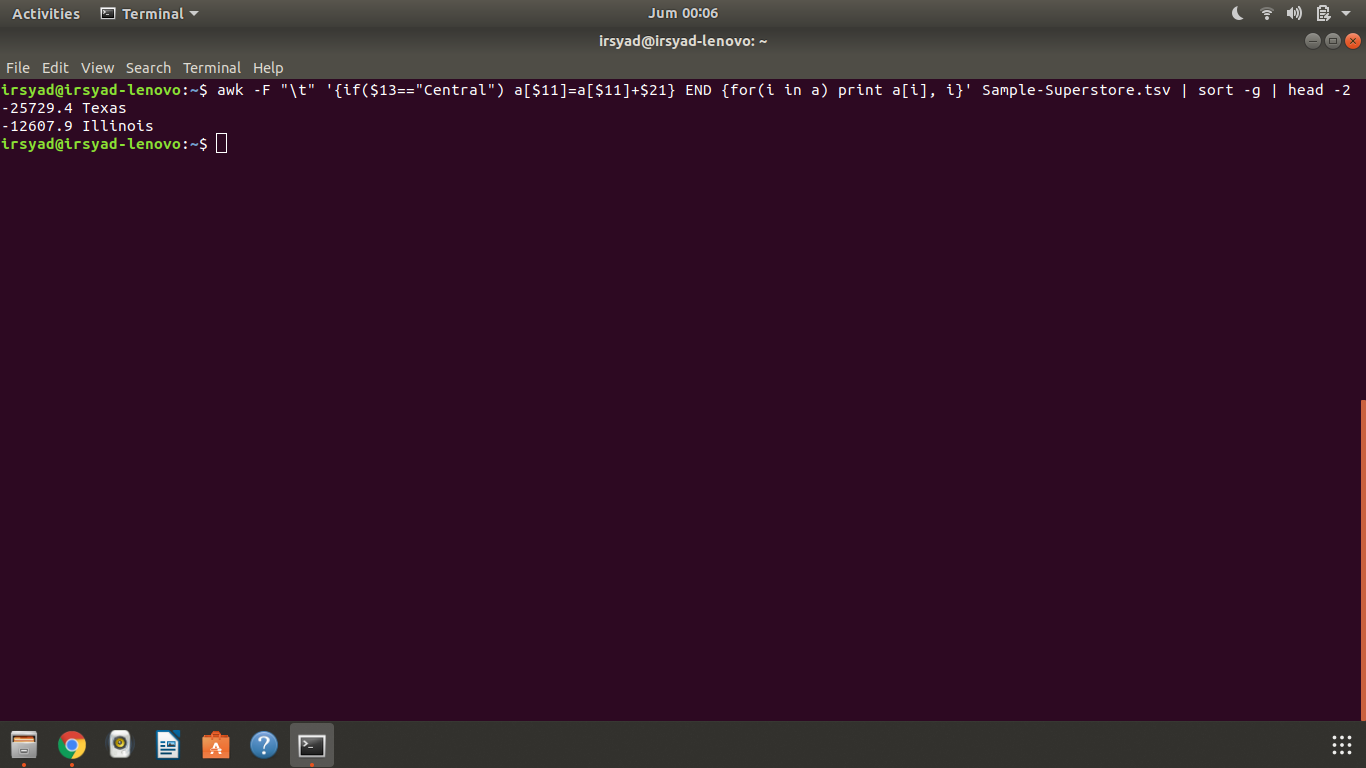 Activities Terminal Jum 00:06
irsyad@irsyad-lenovo: ~
File Edit View Search Terminal Help
irsyad@irsyad-lenovo:~$ awk -F "\t" '{if($13=="Central") a[$11]=a[$11]+$21} END {for(i in a) print a[i], i}' Sample-Superstore.tsv | sort -g | head -2
-25729.4 Texas
-12607.9 Illinois
irsyad@irsyad-lenovo:~$